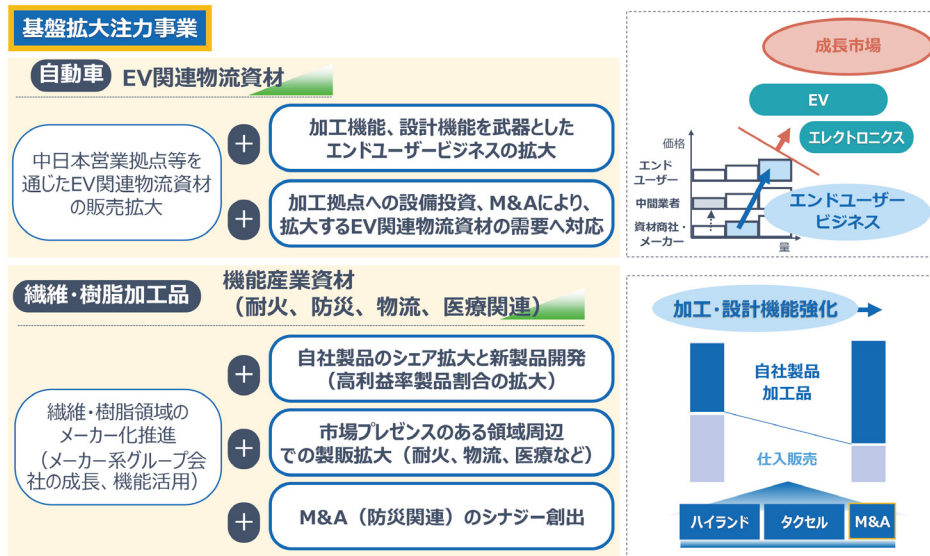 基盤拡大注力事業
自動車
EV関連物流資材
中日本営業拠点等を
通じたEV関連物流資材
の販売拡大
＋
加工機能、設計機能を武器とした
エンドユーザービジネスの拡大
＋
加工拠点への設備投資、M&Aにより、
拡大するEV関連物流資材の需要へ対応
成長市場
EV
エレクトロニクス
価格
エンド
ユーザー
中間業者
資材商社・
メーカー
量
エンドユーザー
ビジネス
繊維・樹脂加工品
機能産業資材
（耐火、防災、物流、医療関連）
繊維・樹脂領域の
メーカー化推進
（メーカー系グループ会
社の成長、機能活用）
＋
自社製品のシェア拡大と新製品開発
（高利益率製品割合の拡大）
＋
市場プレゼンスのある領域周辺
での製販拡大（耐火、物流、医療など）
＋
M&A（防災関連）のシナジー創出
加工・設計機能強化
自社製品
加工品
仕入販売
ハイランド
タクセル
M&A